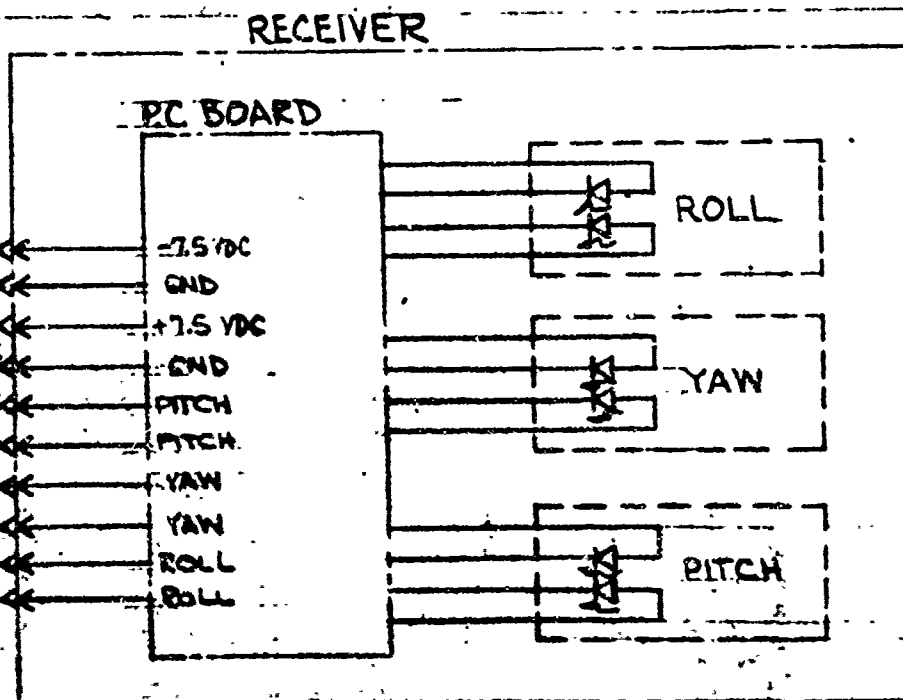 RECEIVER
PC BOARD
-7.5 VDC
GND
+7.5 VDC
GND
PITCH
PITCH
YAW
YAW
ROLL
ROLL
ROLL
YAW
PITCH